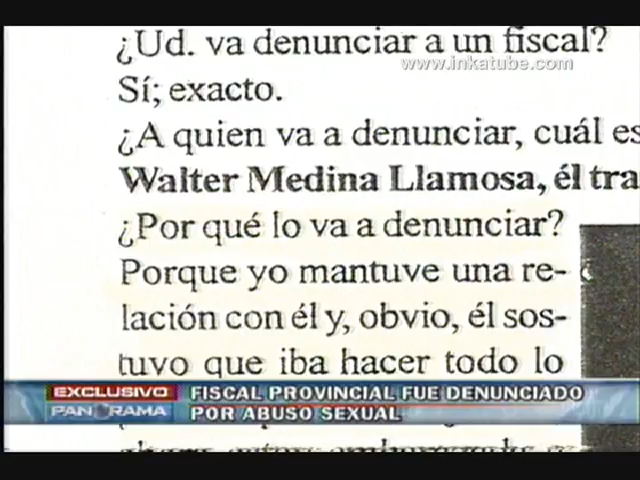 ¿Ud. va denunciar a un fiscal?
www.inkatube.com
Sí; exacto.
¿A quien va a denunciar, cuál es
Walter Medina Llamosa, él tra
¿Por qué lo va a denunciar?
Porque yo mantuve una re-
lación con él y, obvio, él sos-
tuvo que iba hacer todo lo
EXCLUSIVO
PANORAMA
FISCAL PROVINCIAL FUE DENUNCIADO
POR ABUSO SEXUAL